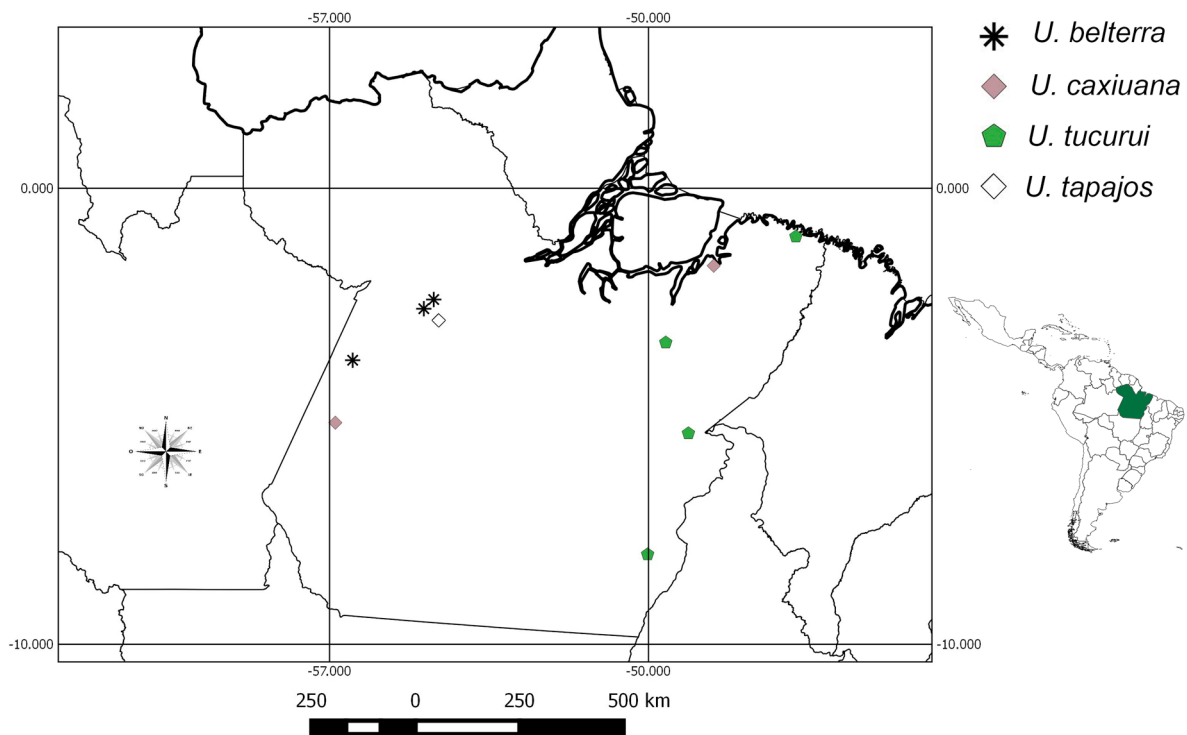 -57.000 -50.000
U. belterra
U. caxiuana
U. tucurui
U. tapajos
0.000 0.000
N
O E
S
-10.000 -10.000
-57.000 -50.000
250 0 250 500 km